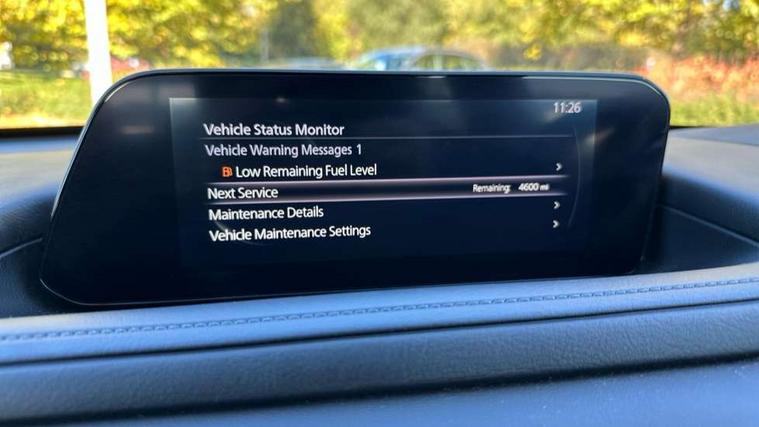 11:26
Vehicle Status Monitor
Vehicle Warning Messages 1
Low Remaining Fuel Level
Next Service Remaining: 4600 mi
Maintenance Details
Vehicle Maintenance Settings